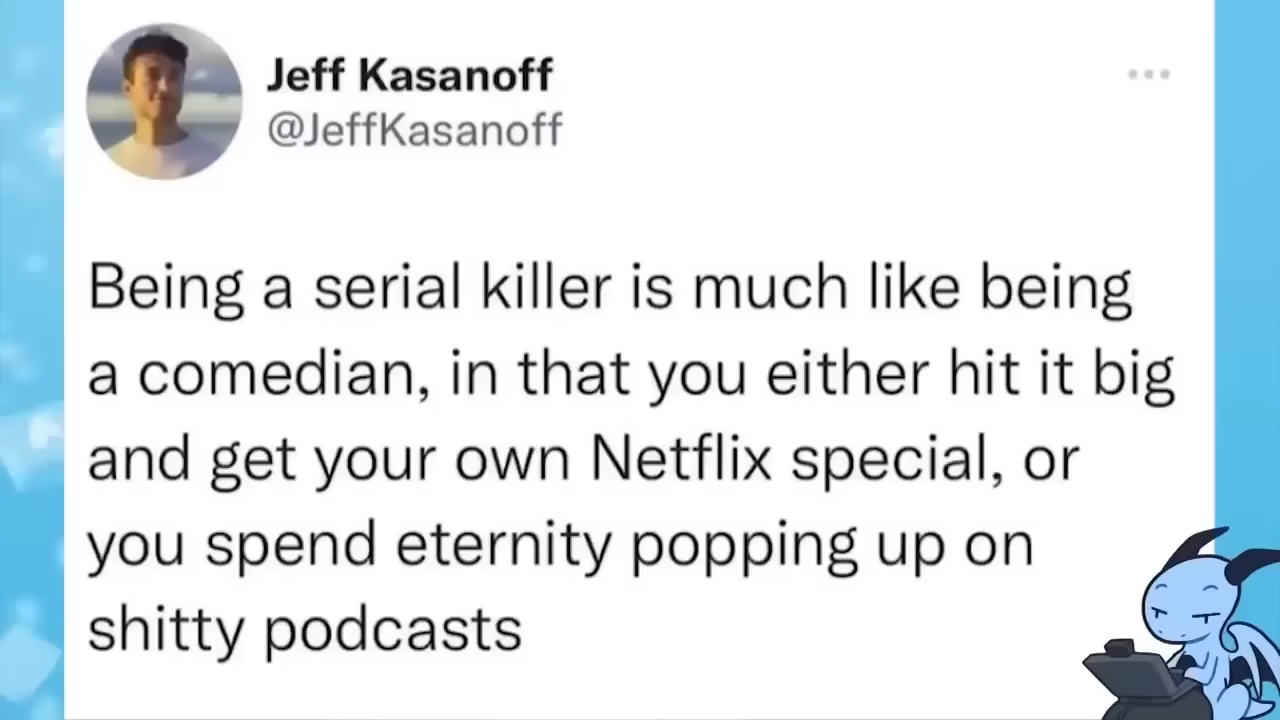 Jeff Kasanoff
@JeffKasanoff
Being a serial killer is much like being
a comedian, in that you either hit it big
and get your own Netflix special, or
you spend eternity popping up on
shitty podcasts